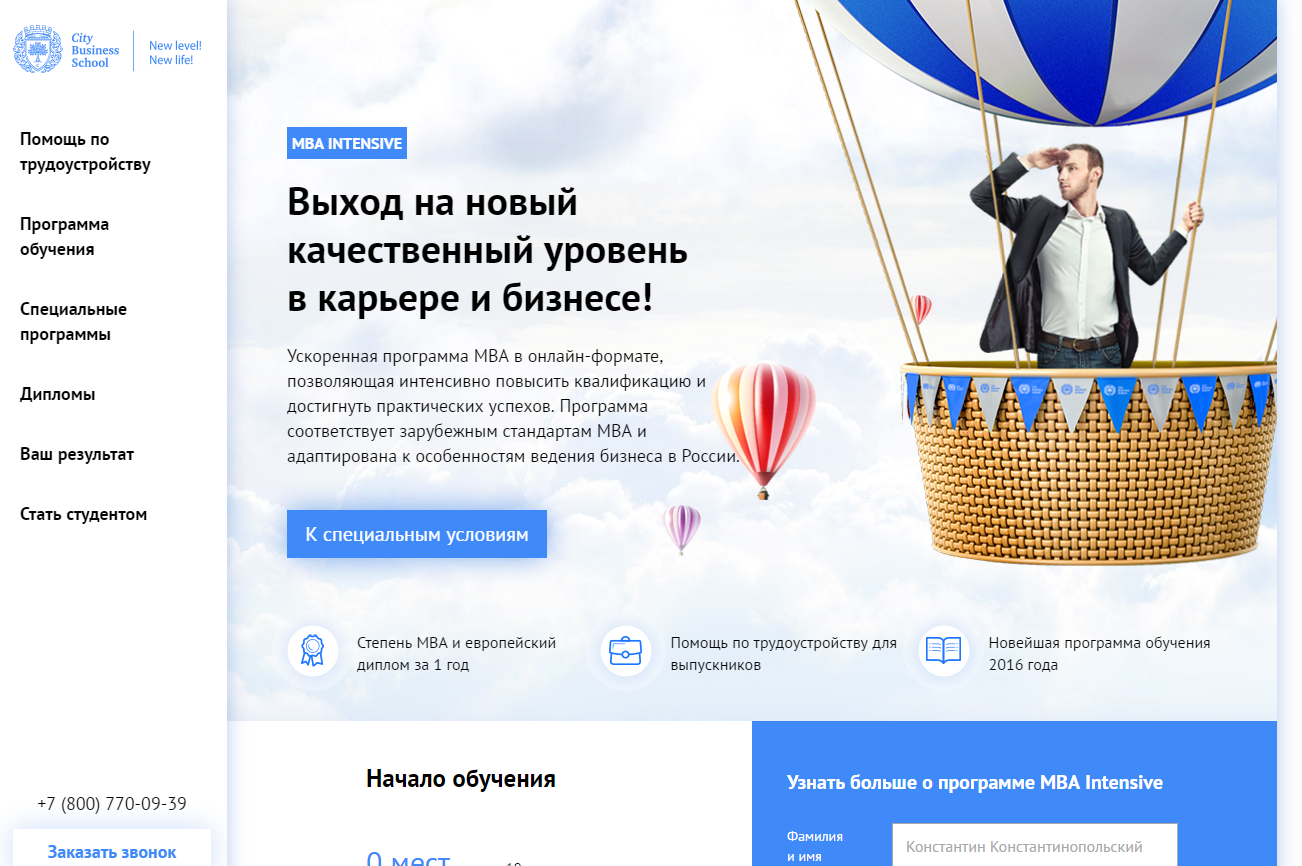 City
Business
School
New level!
New life!
Помощь по
трудоустройству
Программа
обучения
Специальные
программы
Дипломы
Ваш результат
Стать студентом
+7 (800) 770-09-39
Заказать звонок
MBA INTENSIVE
Выход на новый
качественный уровень
в карьере и бизнесе!
Ускоренная программа MBA в онлайн-формате,
позволяющая интенсивно повысить квалификацию и
достигнуть практических успехов. Программа
соответствует зарубежным стандартам MBA и
адаптирована к особенностям ведения бизнеса в России.
К специальным условиям
Степень MBA и европейский
диплом за 1 год
Помощь по трудоустройству для
выпускников
Новейшая программа обучения
2016 года
Начало обучения
0 мест
Узнать больше о программе MBA Intensive
Фамилия
и имя
Константин Константинопольский